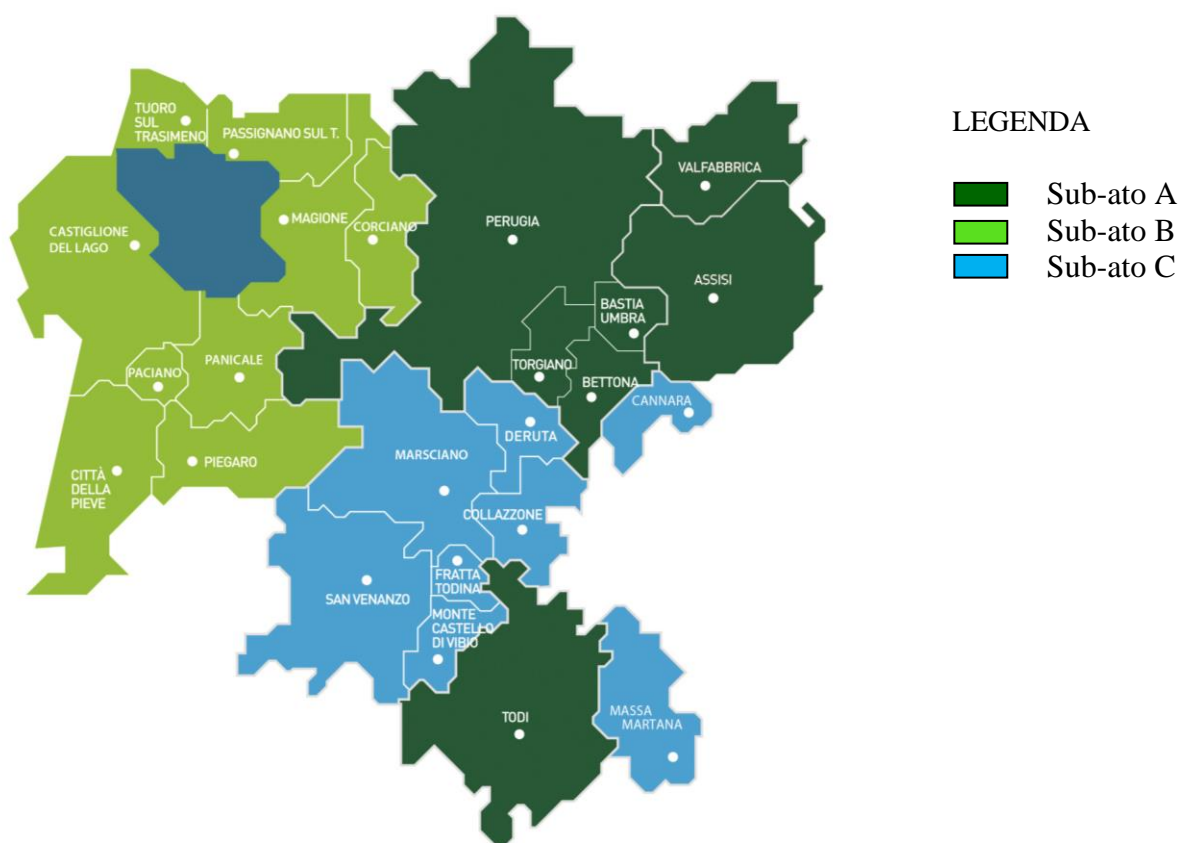 TUORO
SUL
TRASIMENO
PASSIGNANO SUL T.
CASTIGLIONE
DEL LAGO
MAGIONE
CORCIANO
PERUGIA
VALFABBRICA
ASSISI
BASTIA
UMBRA
TORGIANO
BETTONA
CANNARA
PACIANO
PANICALE
CITTÀ
DELLA
PIEVE
PIEGARO
MARSCIANO
DERUTA
COLLAZZONE
SAN VENANZO
FRATTA
TODINA
MONTE
CASTELLO
DI VIBIO
TODI
MASSA
MARTANA
LEGENDA
Sub-ato A
Sub-ato B
Sub-ato C